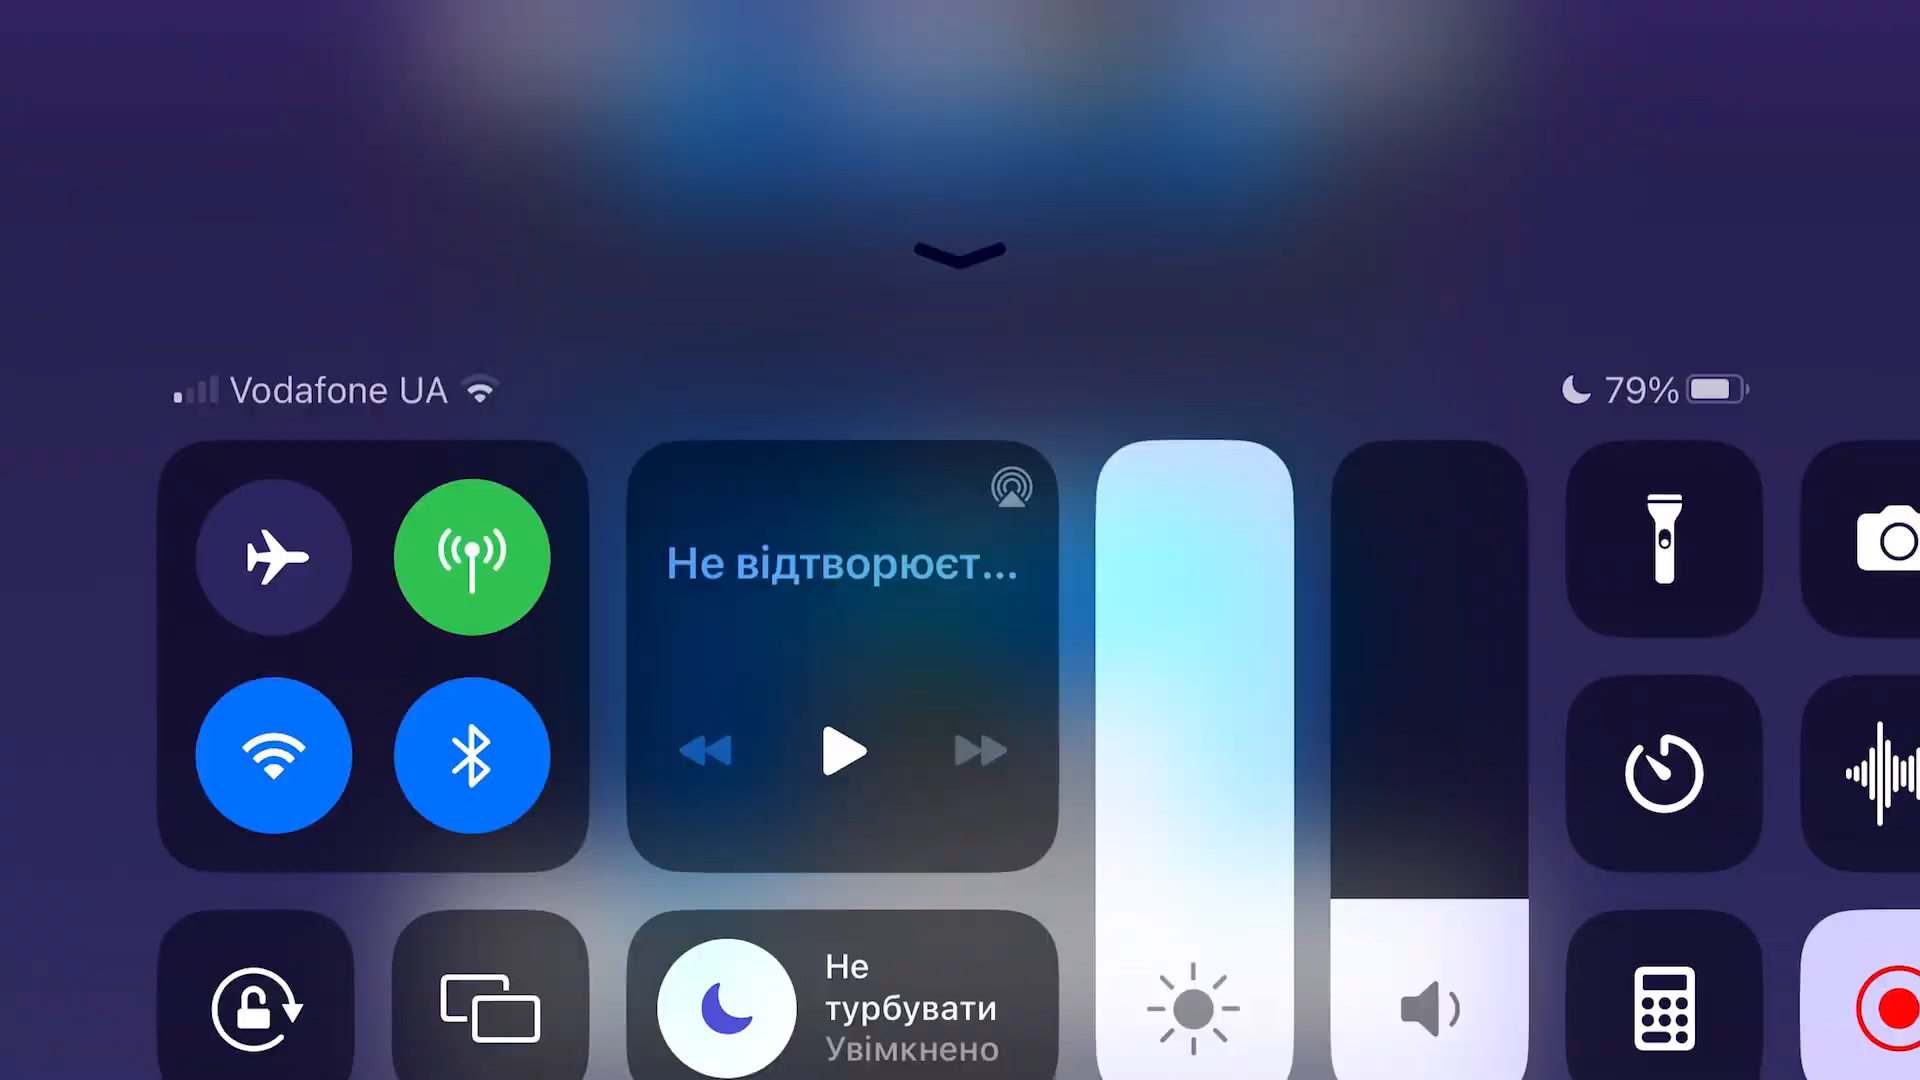 Vodafone UA
79%
Не відтворюєт...
Не
турбувати
Увімкнено